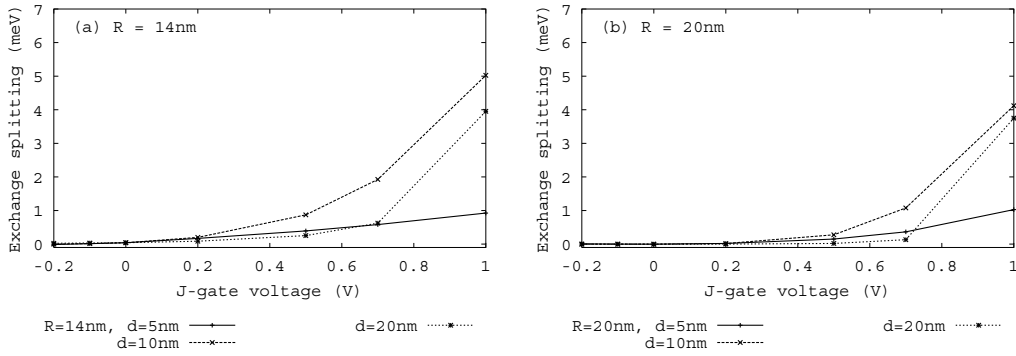 (a) R = 14nm
Exchange splitting (meV)
7
6
5
4
3
2
1
0
-0.2 0 0.2 0.4 0.6 0.8 1
J-gate voltage (V)
R=14nm, d=5nm
d=10nm
d=20nm
(b) R = 20nm
Exchange splitting (meV)
7
6
5
4
3
2
1
0
-0.2 0 0.2 0.4 0.6 0.8 1
J-gate voltage (V)
R=20nm, d=5nm
d=10nm
d=20nm